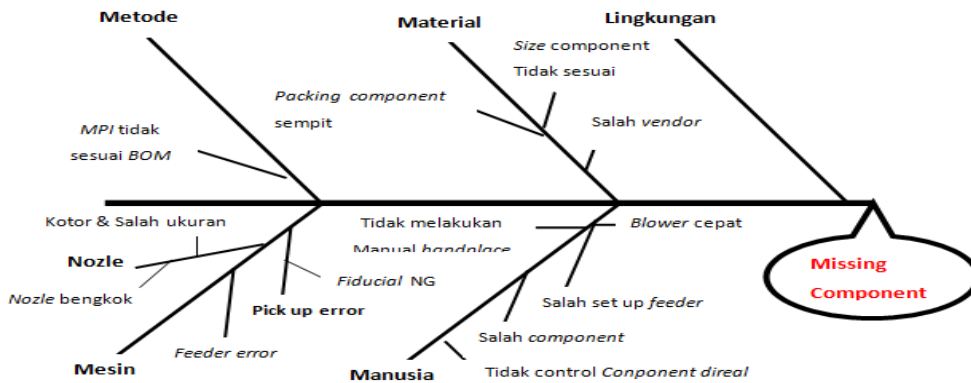 Metode
Material
Lingkungan
Size component
Tidak sesuai
Packing component
sempit
Salah vendor
MPI tidak
sesuai BOM
Kotor & Salah ukuran
Tidak melakukan
Manual handplace
Blower cepat
Nozle
Nozle bengkok
Fiducial NG
Pick up error
Feeder error
Mesin
Salah set up feeder
Salah component
Tidak control Conponent direal
Manusia
Missing
Component